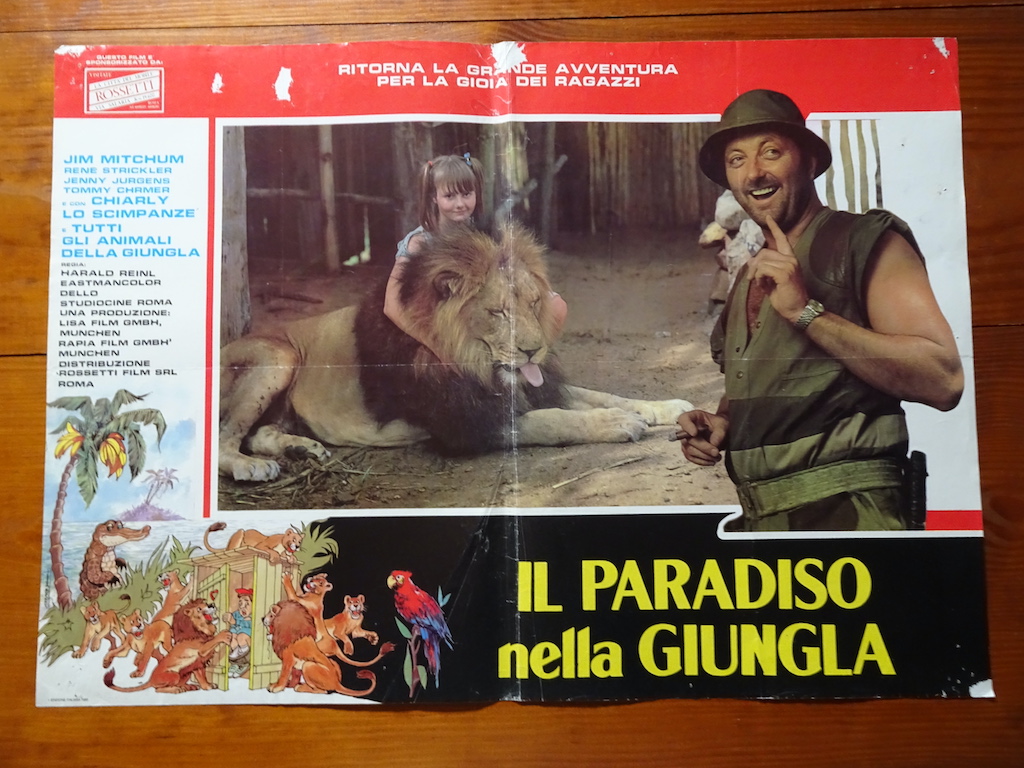 QUESTO FILM È
SPONSORIZZATO DA:
ROSSETTI
RITORNA LA GRANDE AVVENTURA
PER LA GIOIA DEI RAGAZZI
JIM MITCHUM
RENE STRICKLER
JENNY JURGENS
TOMMY CHRMER
E CON CHIARLY
LO SCIMPANZE
E TUTTI
GLI ANIMALI
DELLA GIUNGLA
REGIA:
HARALD REINL
EASTMANCOLOR
DELLO
STUDIOCINE ROMA
UNA PRODUZIONE:
LISA FILM GMBH,
MUNCHEN
RAPIA FILM GMBH'
MUNCHEN
DISTRIBUZIONE
ROSSETTI FILM SRL
ROMA
IL PARADISO
nella GIUNGLA